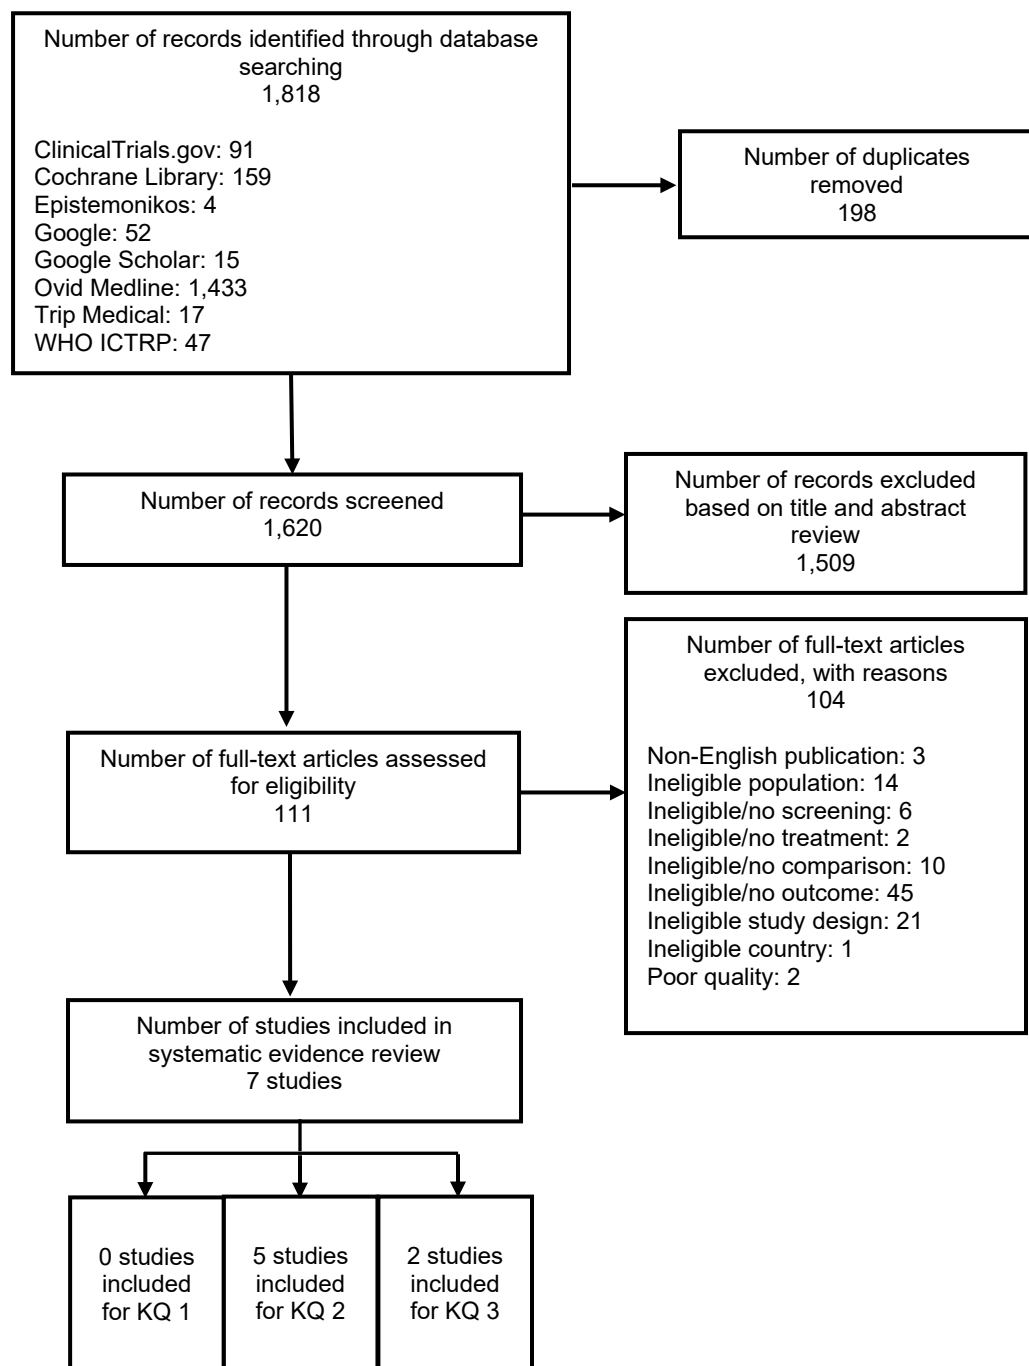 Number of records identified through database
searching
1,818
ClinicalTrials.gov: 91
Cochrane Library: 159
Epistemonikos: 4
Google: 52
Google Scholar: 15
Ovid Medline: 1,433
Trip Medical: 17
WHO ICTRP: 47
Number of duplicates
removed
198
Number of records screened
1,620
Number of records excluded
based on title and abstract
review
1,509
Number of full-text articles assessed
for eligibility
111
Number of full-text articles
excluded, with reasons
104
Non-English publication: 3
Ineligible population: 14
Ineligible/no screening: 6
Ineligible/no treatment: 2
Ineligible/no comparison: 10
Ineligible/no outcome: 45
Ineligible study design: 21
Ineligible country: 1
Poor quality: 2
Number of studies included in
systematic evidence review
7 studies
0 studies
included
for KQ 1
5 studies
included
for KQ 2
2 studies
included
for KQ 3